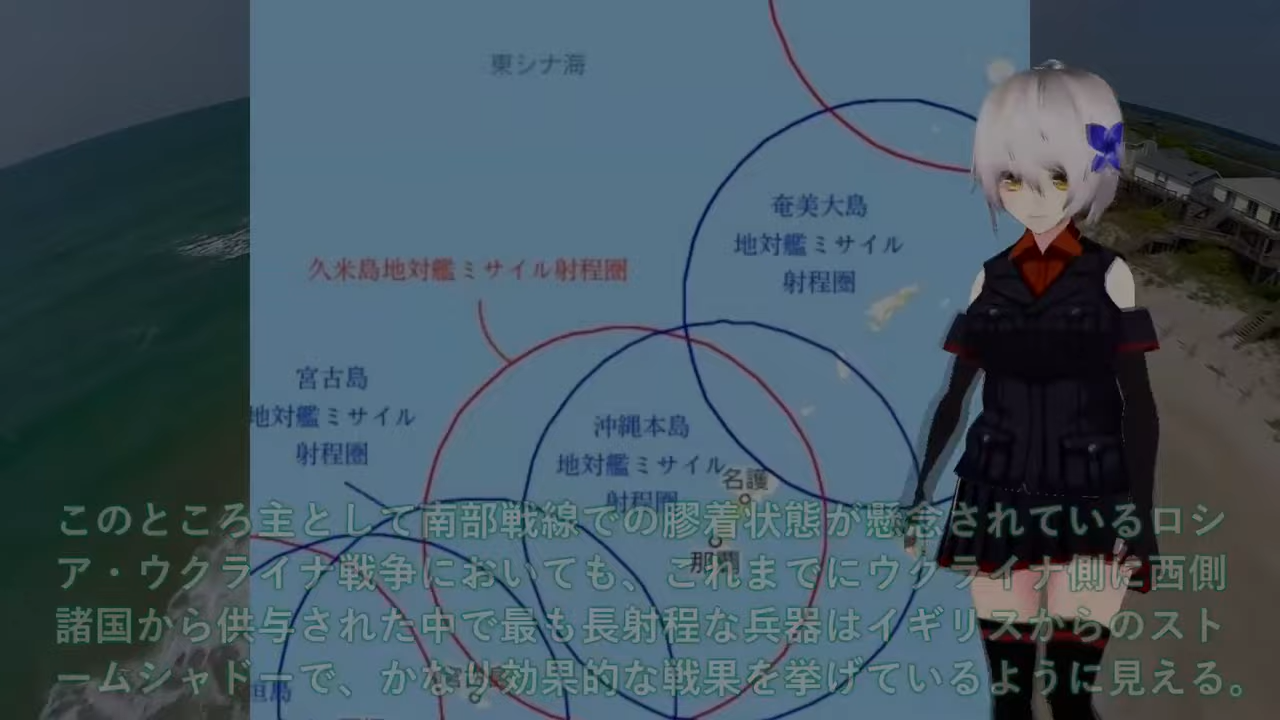 東シナ海
奄美大島
地対艦ミサイル
射程圏
久米島地対艦ミサイル射程圏
宮古島
地対艦ミサイル
射程圏
沖縄本島
地対艦ミサイル
射程圏
名護
那覇
このところ主として南部戦線での膠着状態が懸念されているロシ
ア・ウクライナ戦争においても、これまでにウクライナ側に西側
諸国から供与された中で最も長射程な兵器はイギリスからのスト
ームシャドーで、かなり効果的な戦果を挙げているように見える。
垣島